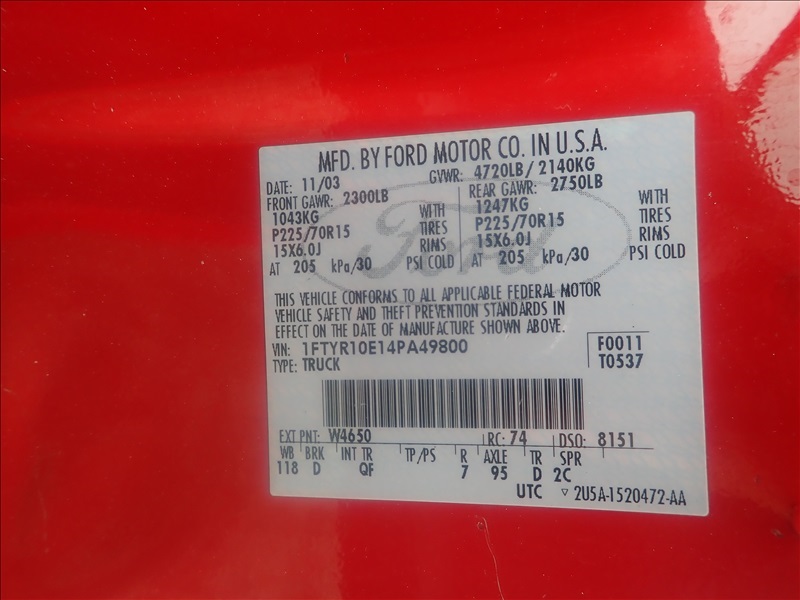 MFD. BY FORD MOTOR CO. IN U.S.A.
DATE: 11/03 GVWR: 4720LB / 2140KG
FRONT GAWR: 2300LB REAR GAWR: 2750LB
1043KG WITH 1247KG WITH
P225/70R15 TIRES P225/70R15 TIRES
15X6.0J RIMS 15X6.0J RIMS
AT 205 kPa/30 PSI COLD AT 205 kPa/30 PSI COLD
Ford
THIS VEHICLE CONFORMS TO ALL APPLICABLE FEDERAL MOTOR
VEHICLE SAFETY AND THEFT PREVENTION STANDARDS IN
EFFECT ON THE DATE OF MANUFACTURE SHOWN ABOVE.
VIN: 1FTYR10E14PA49800 F0011
TYPE: TRUCK T0537
EXT PNT: W4650 RC: 74 DSO: 8151
WB BRK INT TR TP/PS R AXLE TR SPR
118 D QF 7 95 D 2C
UTC ▽ 2U5A-1520472-AA